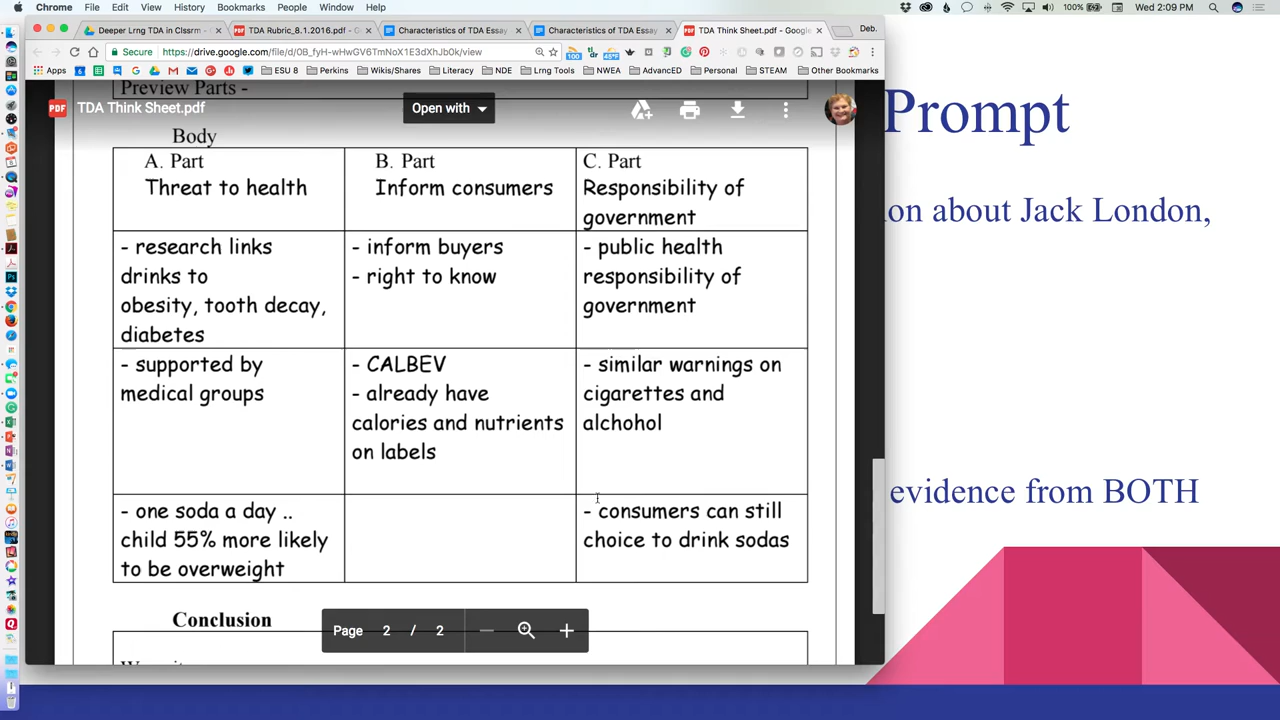 Chrome File Edit View History Bookmarks People Window Help 100% Wed 2:09 PM
Deeper Lrng TDA in Clssrm
TDA Rubric_8.1.2016.pdf - Goo
Characteristics of TDA Essay
Characteristics of TDA Essay
TDA Think Sheet.pdf - Google
Deb.
Secure https://drive.google.com/file/d/0B_fyH-wHwGV6TmNoX1E3dXhJb0k/view
Apps ESU 8 Perkins Wikis/Shares Literacy NDE Lrng Tools NWEA AdvancED Personal STEAM Other Bookmarks
Preview Parts -
PDF TDA Think Sheet.pdf
Open with
Body
A. Part
Threat to health
B. Part
Inform consumers
C. Part
Responsibility of
government
- research links
drinks to
obesity, tooth decay,
diabetes
- inform buyers
- right to know
- public health
responsibility of
government
- supported by
medical groups
- CALBEV
- already have
calories and nutrients
on labels
- similar warnings on
cigarettes and
alchohol
- one soda a day ..
child 55% more likely
to be overweight
- consumers can still
choice to drink sodas
Conclusion
Page 2 / 2
Prompt
on about Jack London,
evidence from BOTH